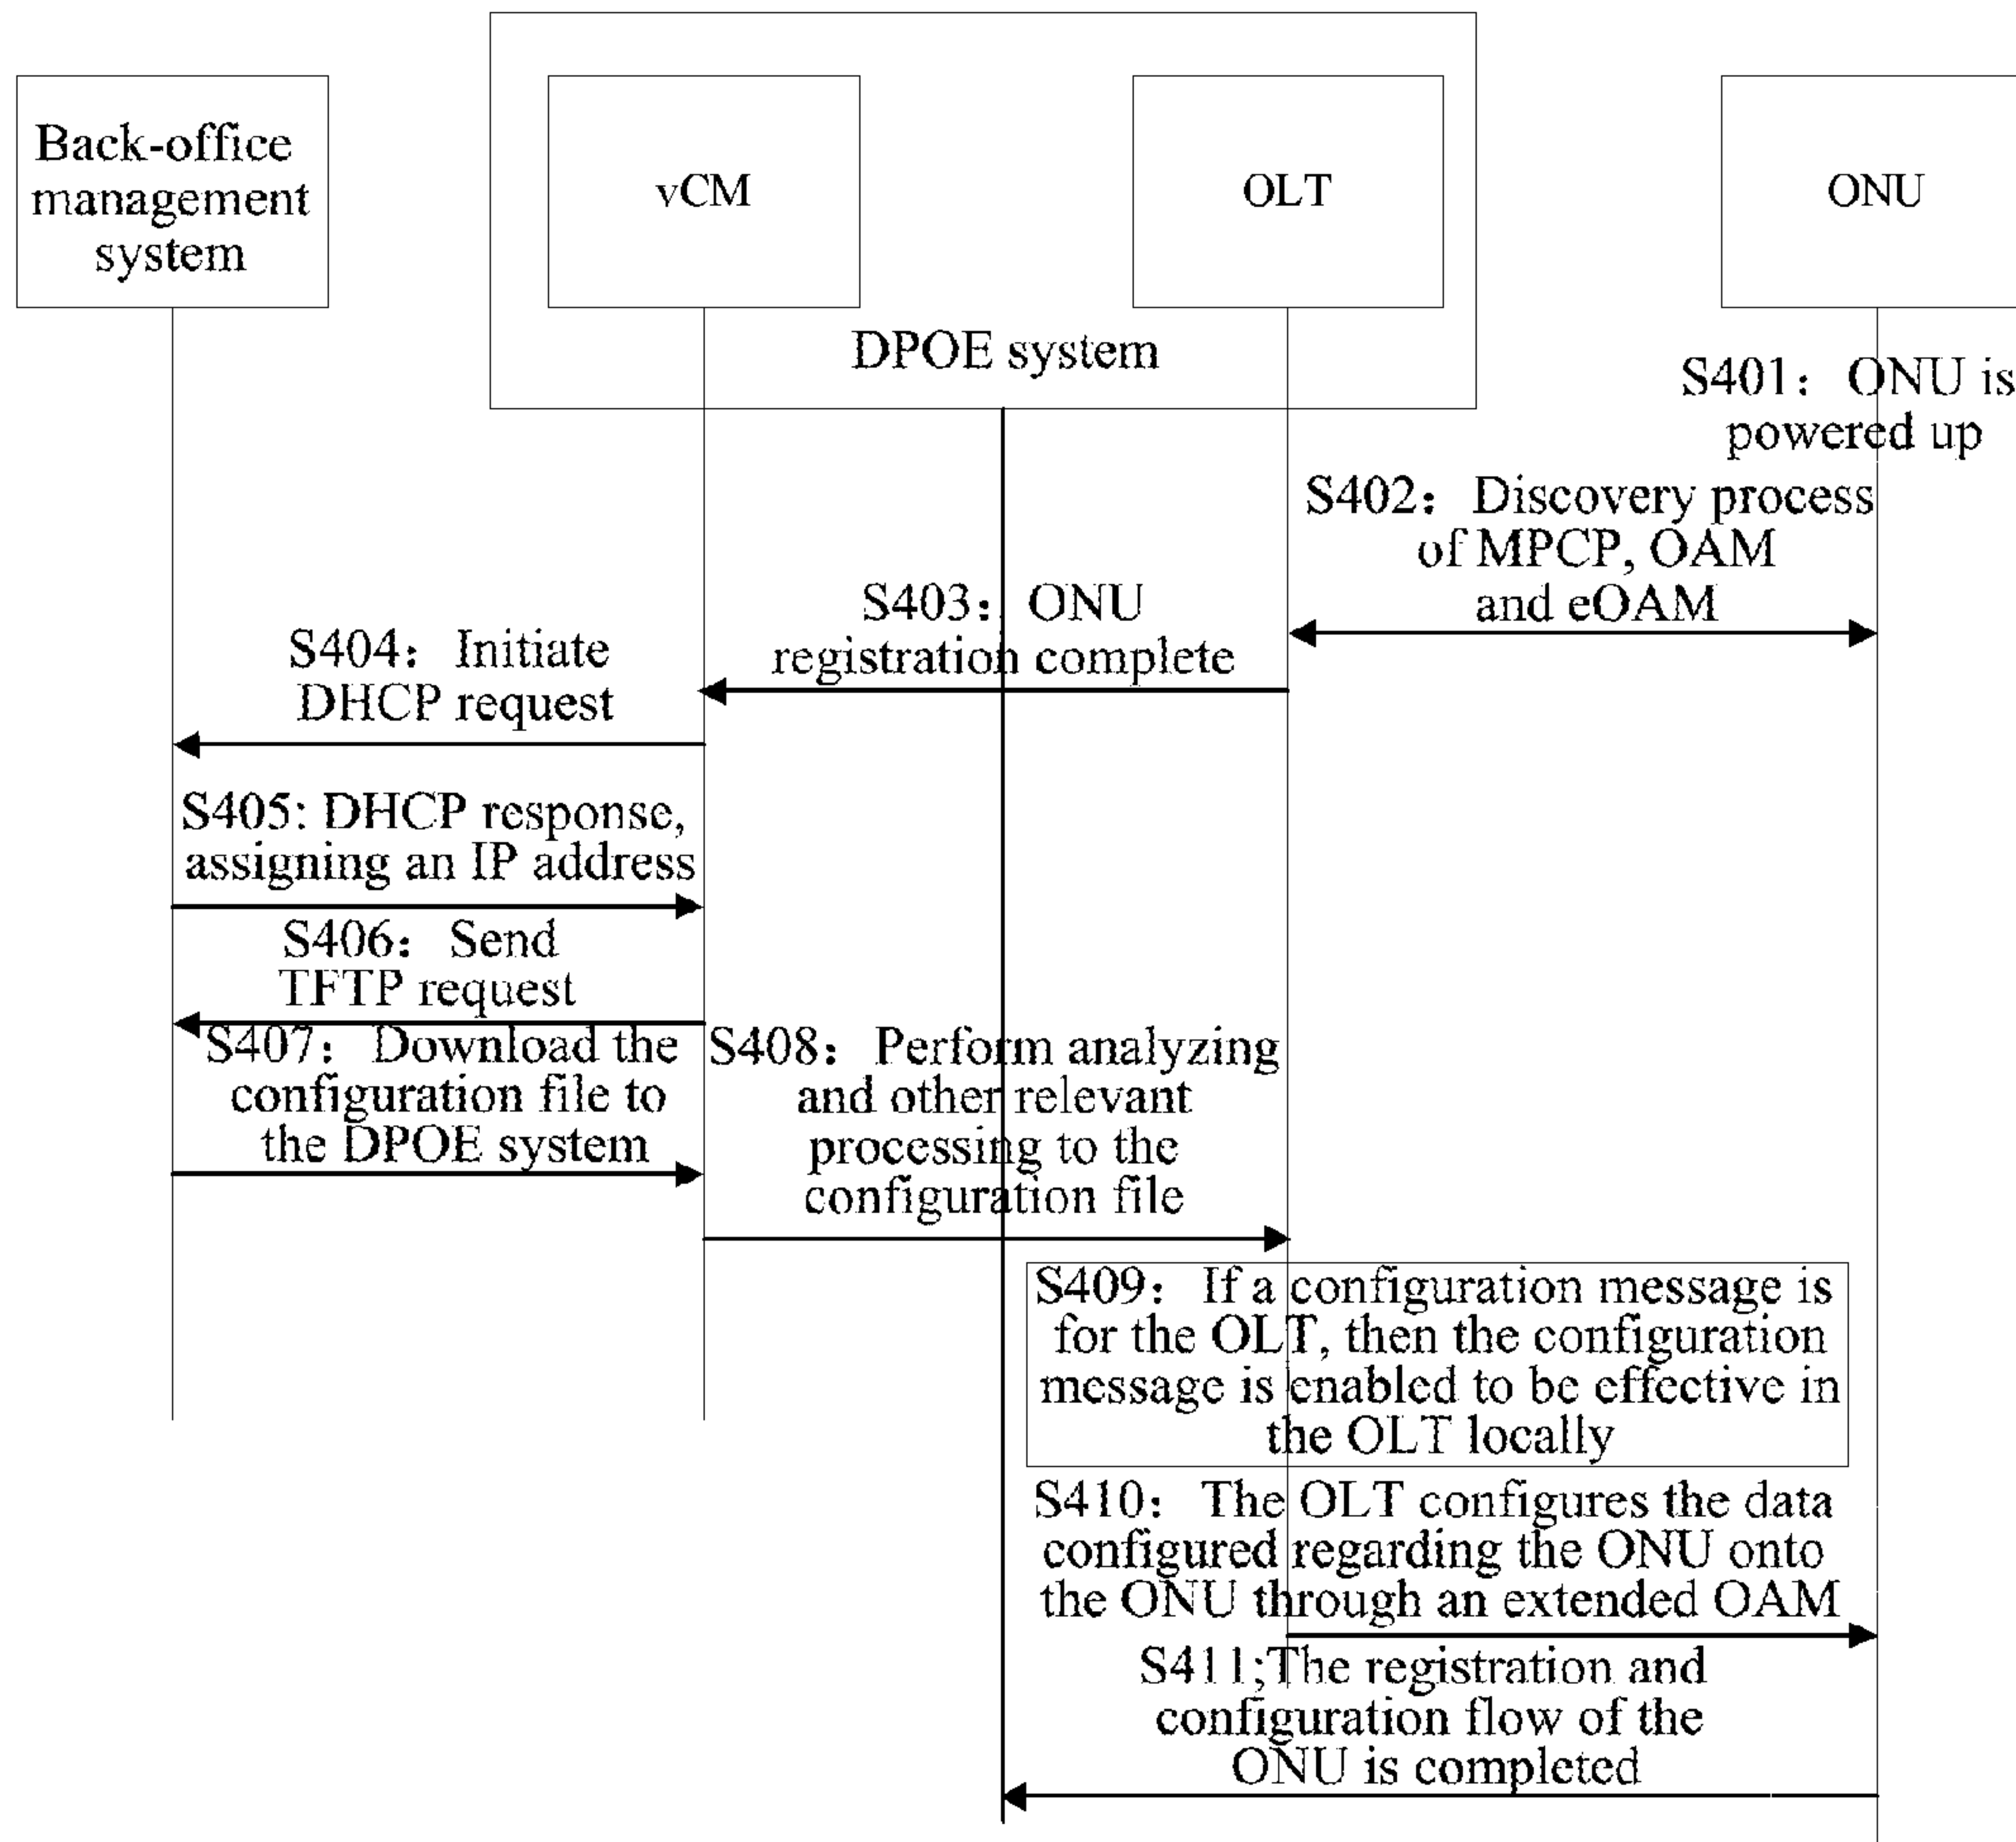 Back-office
management
system
vCM
OLT
ONU
DPOE system
S401： ONU is
powered up
S402： Discovery process
of MPCP, OAM
and eOAM
S403： ONU
registration complete
S404： Initiate
DHCP request
S405: DHCP response,
assigning an IP address
S406： Send
TFTP request
S407： Download the
configuration file to
the DPOE system
S408： Perform analyzing
and other relevant
processing to the
configuration file
S409： If a configuration message is
for the OLT, then the configuration
message is enabled to be effective in
the OLT locally
S410： The OLT configures the data
configured regarding the ONU onto
the ONU through an extended OAM
S411;The registration and
configuration flow of the
ONU is completed